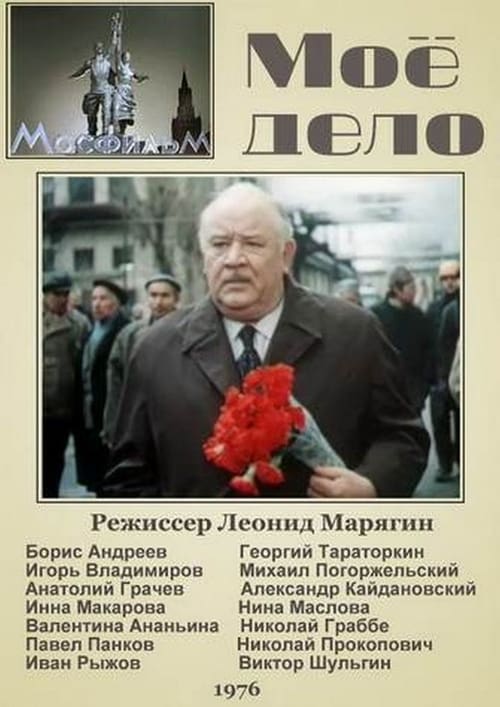 МОСФИЛЬМ
Моё
дело
Режиссер Леонид Марягин
Борис Андреев Георгий Тараторкин
Игорь Владимиров Михаил Погоржельский
Анатолий Грачев Александр Кайдановский
Инна Макарова Нина Маслова
Валентина Ананьина Николай Граббе
Павел Панков Николай Прокопович
Иван Рыжов Виктор Шульгин
1976